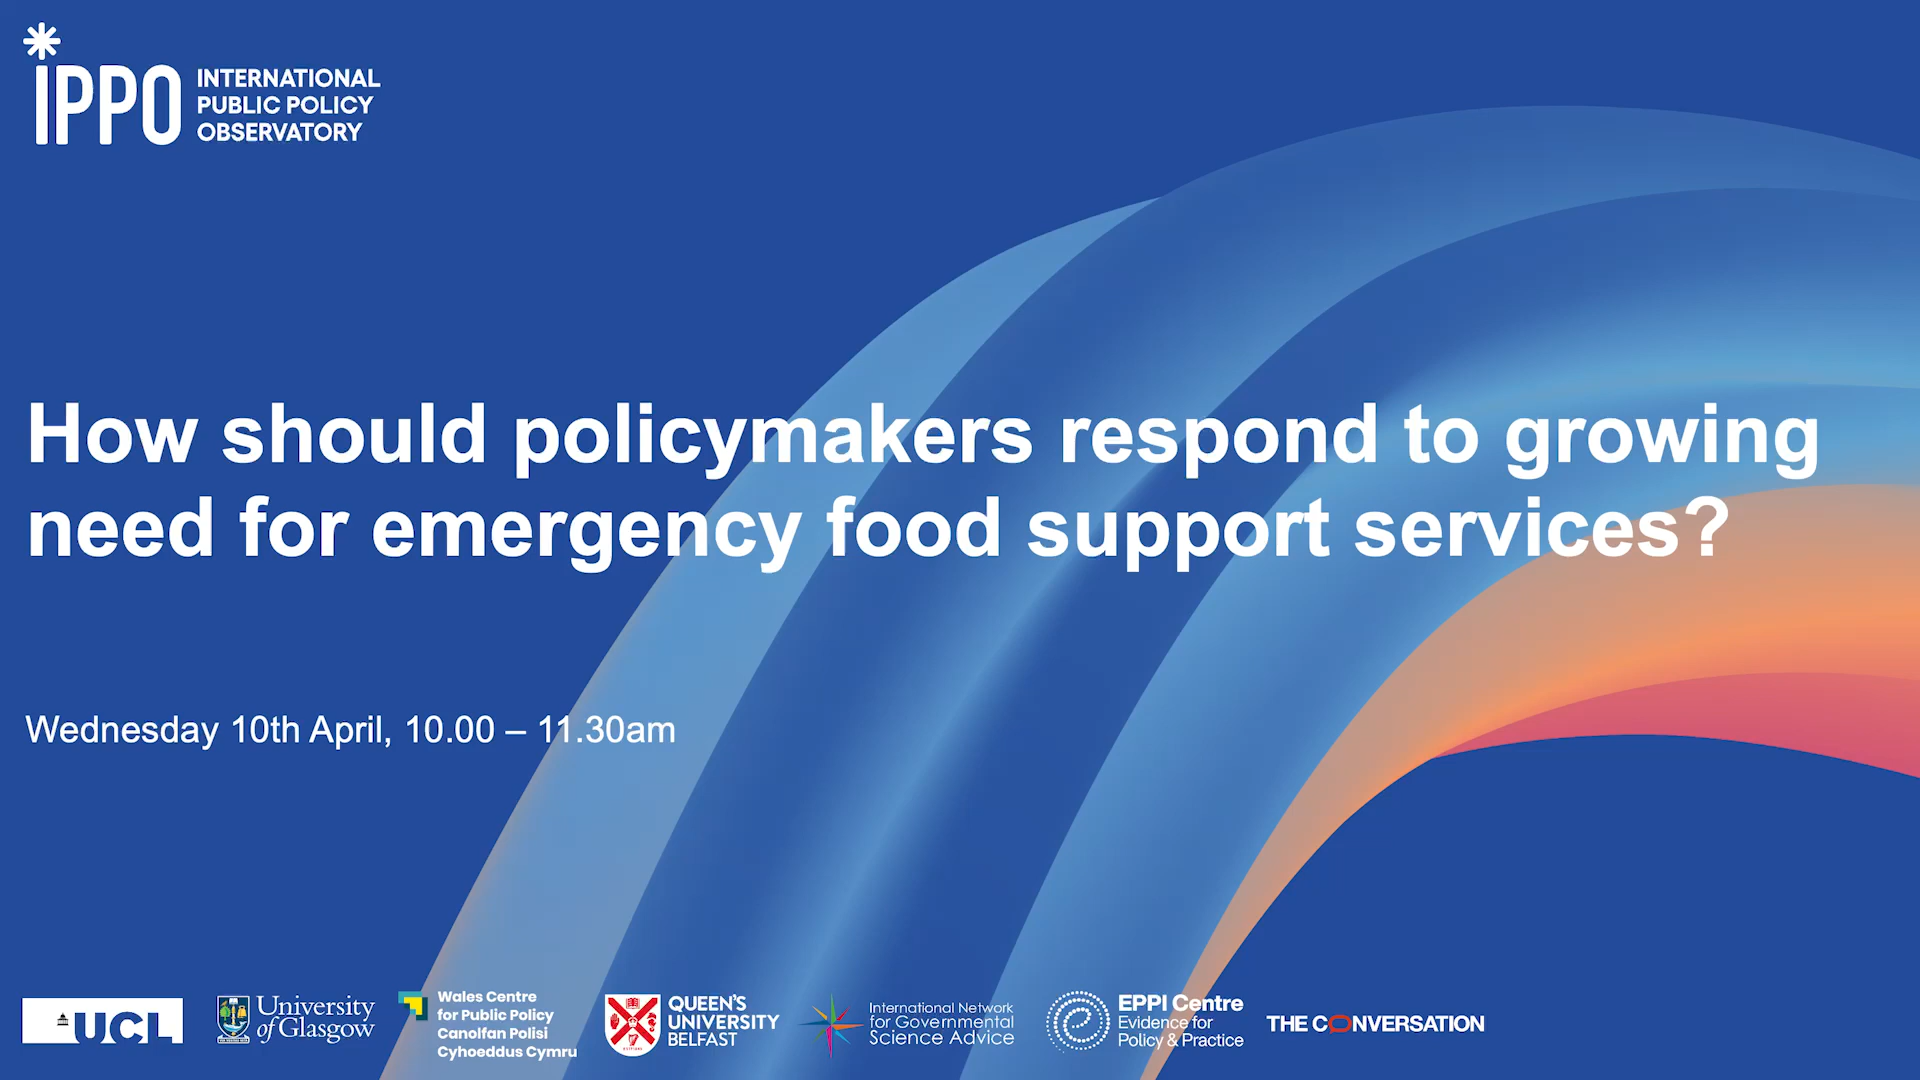 iPPO
INTERNATIONAL
PUBLIC POLICY
OBSERVATORY
How should policymakers respond to growing
need for emergency food support services?
Wednesday 10th April, 10.00 – 11.30am
UCL
University
of Glasgow
Wales Centre
for Public Policy
Canolfan Polisi
Cyhoeddus Cymru
QUEEN'S
UNIVERSITY
BELFAST
International Network
for Governmental
Science Advice
EPPI Centre
Evidence for
Policy & Practice
THE CONVERSATION